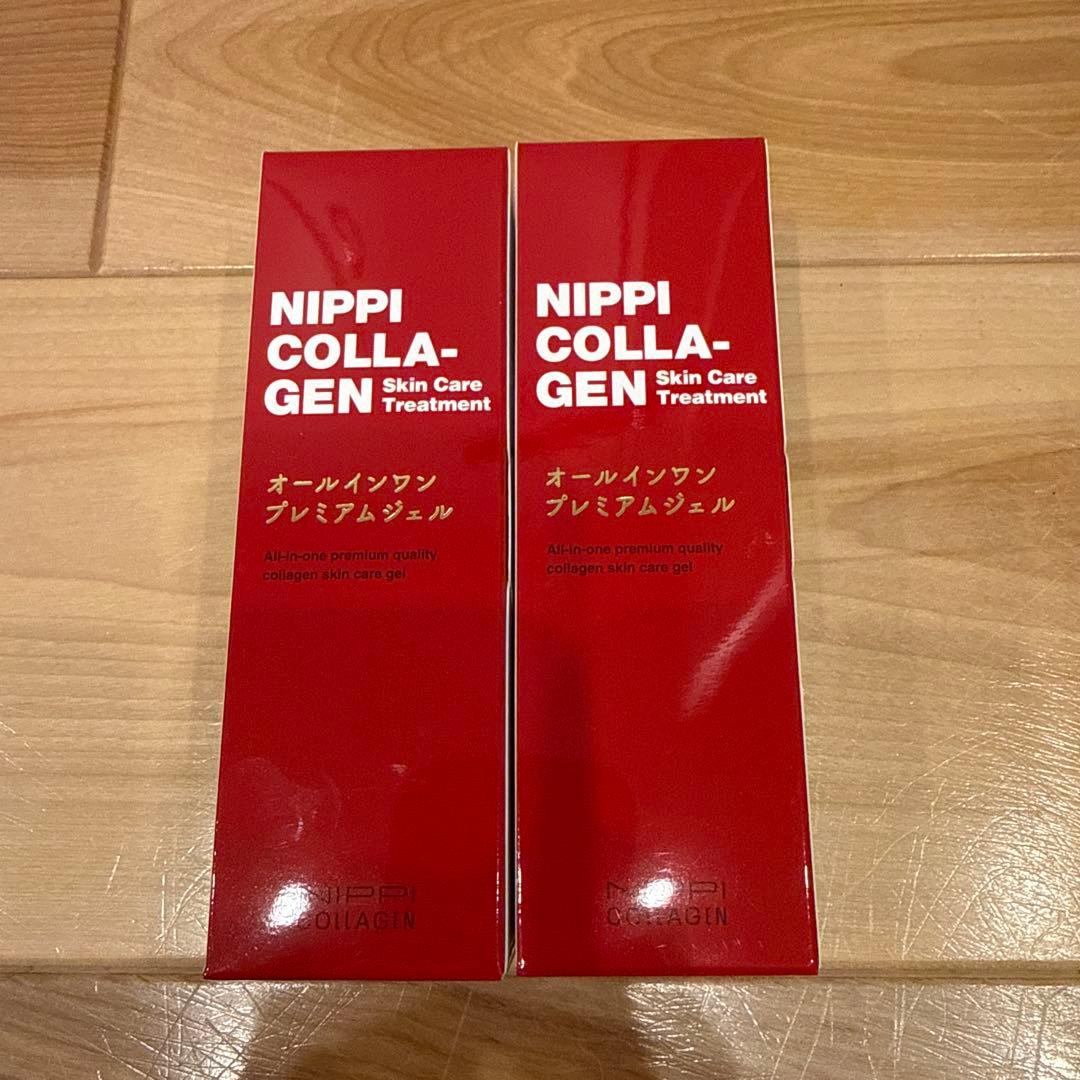 NIPPI
COLLA-
GEN Skin Care
Treatment
オールインワン
プレミアムジェル
All-in-one premium quality
collagen skin care gel
NIPPI
COLLAGEN
NIPPI
COLLA-
GEN Skin Care
Treatment
オールインワン
プレミアムジェル
All-in-one premium quality
collagen skin care gel
NIPPI
COLLAGEN